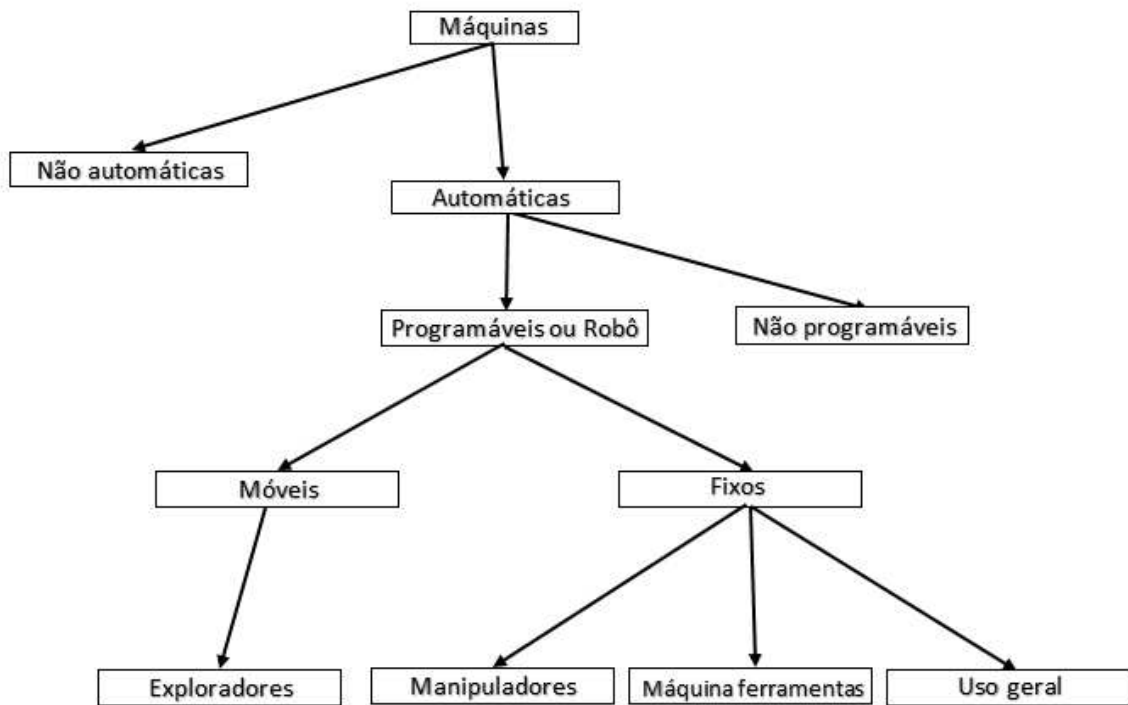 Máquinas
Não automáticas
Automáticas
Programáveis ou Robô
Não programáveis
Móveis
Fixos
Exploradores
Manipuladores
Máquina ferramentas
Uso geral